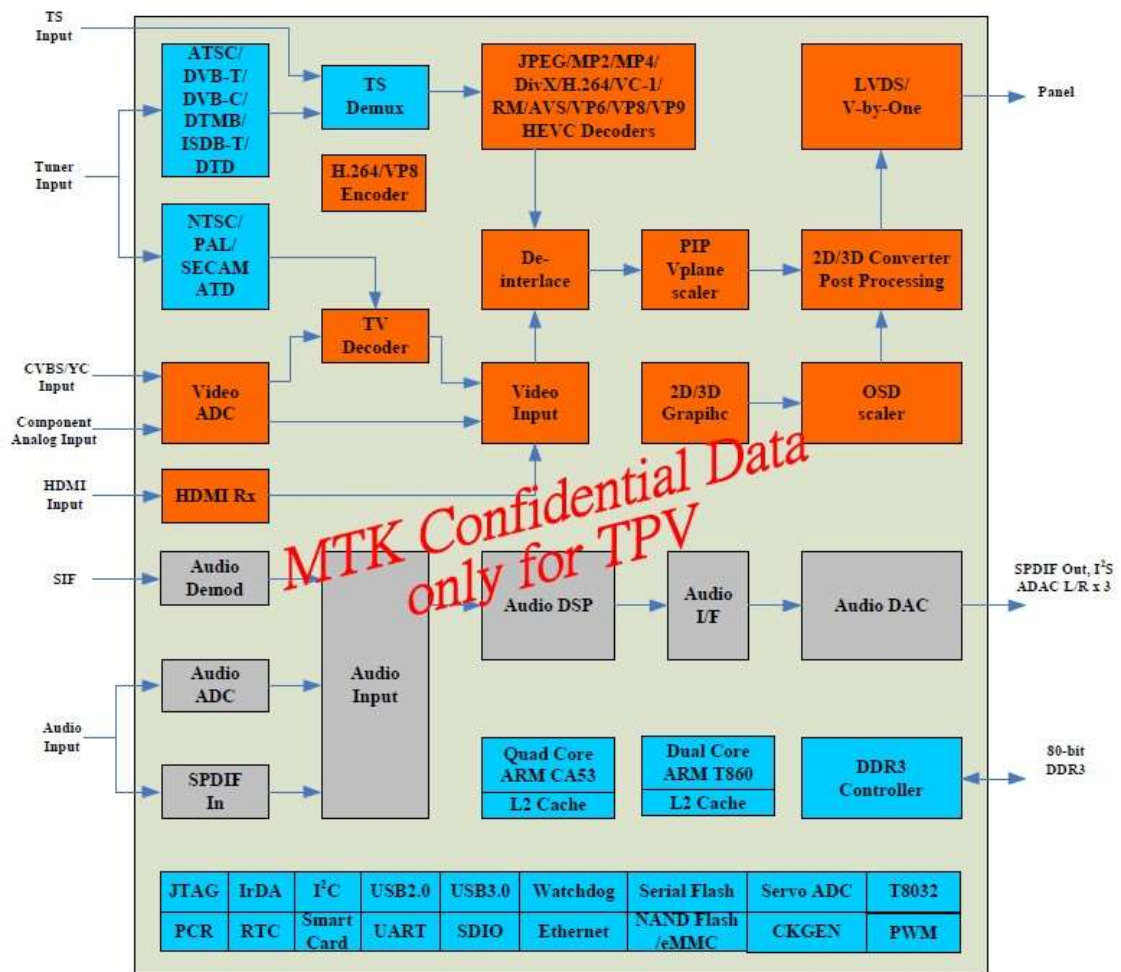 TS
Input
ATSC/
DVB-T/
DVB-C/
DTMB/
ISDB-T/
DTD
TS
Demux
JPEG/MP2/MP4/
DivX/H.264/VC-1/
RM/AVS/VP6/VP8/VP9
HEVC Decoders
LVDS/
V-by-One
Panel
Tuner
Input
H.264/VP8
Encoder
NTSC/
PAL/
SECAM
ATD
De-
interlace
PIP
Vplane
scaler
2D/3D Converter
Post Processing
TV
Decoder
CVBS/YC
Input
Component
Analog Input
Video
ADC
Video
Input
2D/3D
Grapihc
OSD
scaler
HDMI
Input
HDMI Rx
MTK Confidential Data
only for TPV
SIF
Audio
Demod
Audio
Input
Audio DSP
Audio
I/F
Audio DAC
SPDIF Out, I²S
ADAC L/R x 3
Audio
Input
Audio
ADC
SPDIF
In
Quad Core
ARM CA53
L2 Cache
Dual Core
ARM T860
L2 Cache
DDR3
Controller
80-bit
DDR3
JTAG IrDA I²C USB2.0 USB3.0 Watchdog Serial Flash Servo ADC T8032
PCR RTC Smart Card UART SDIO Ethernet NAND Flash /eMMC CKGEN PWM